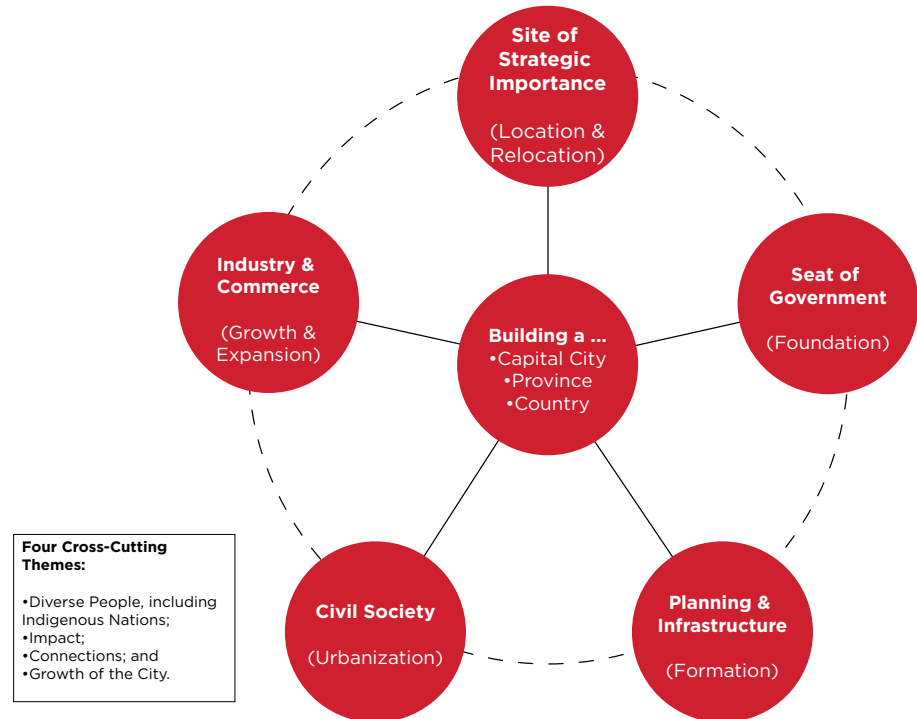 Site of
Strategic
Importance
(Location &
Relocation)
Industry &
Commerce
(Growth &
Expansion)
Seat of
Government
(Foundation)
Building a ...
•Capital City
•Province
•Country
Four Cross-Cutting
Themes:
•Diverse People, including
Indigenous Nations;
•Impact;
•Connections; and
•Growth of the City.
Civil Society
(Urbanization)
Planning &
Infrastructure
(Formation)